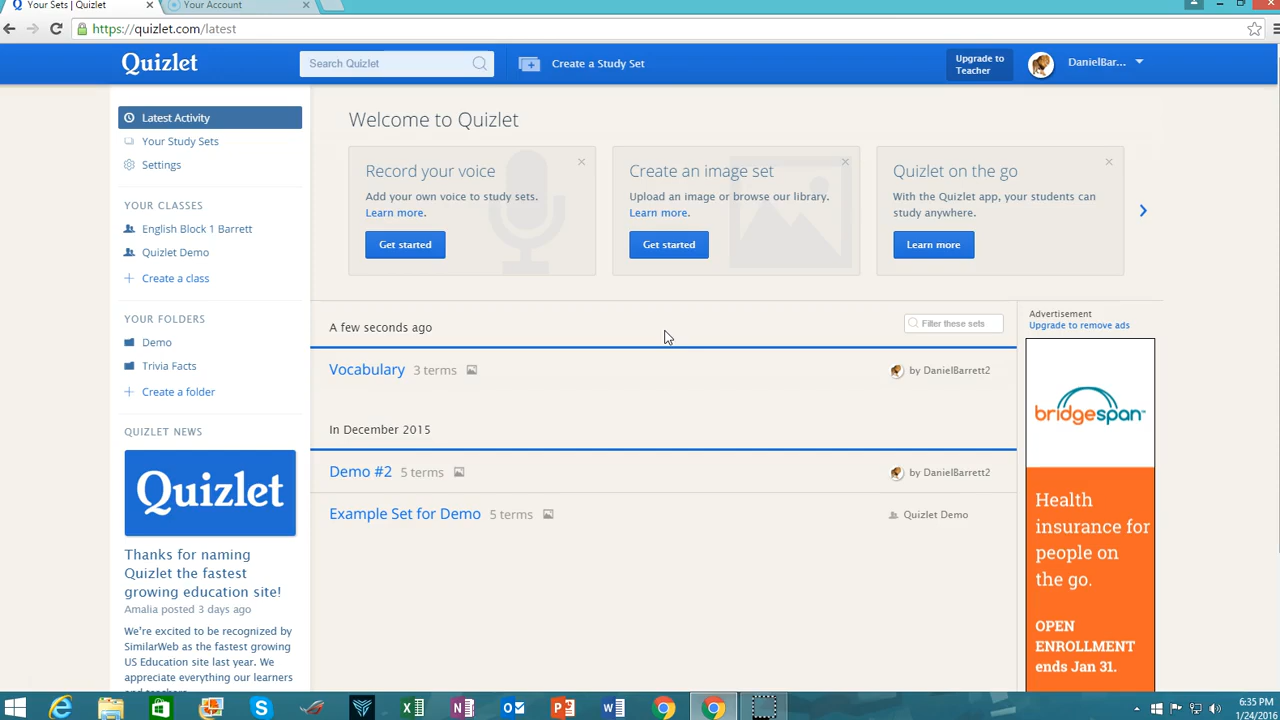 Your Sets | Quizlet
Your Account
https://quizlet.com/latest
Quizlet
Search Quizlet
Create a Study Set
Upgrade to
Teacher
DanielBar...
Latest Activity
Your Study Sets
Settings
YOUR CLASSES
English Block 1 Barrett
Quizlet Demo
Create a class
YOUR FOLDERS
Demo
Trivia Facts
Create a folder
QUIZLET NEWS
Quizlet
Thanks for naming
Quizlet the fastest
growing education site!
Amalia posted 3 days ago
We're excited to be recognized by
SimilarWeb as the fastest growing
US Education site last year. We
appreciate everything our learners
Welcome to Quizlet
Record your voice
Add your own voice to study sets.
Learn more.
Get started
Create an image set
Upload an image or browse our library.
Learn more.
Get started
Quizlet on the go
With the Quizlet app, your students can
study anywhere.
Learn more
A few seconds ago
Filter these sets
Vocabulary 3 terms
by DanielBarrett2
In December 2015
Demo #2 5 terms
by DanielBarrett2
Example Set for Demo 5 terms
Quizlet Demo
Advertisement
Upgrade to remove ads
bridgespan
Health
insurance for
people on
the go.
OPEN
ENROLLMENT
ends Jan 31.
6:35 PM
1/24/2016